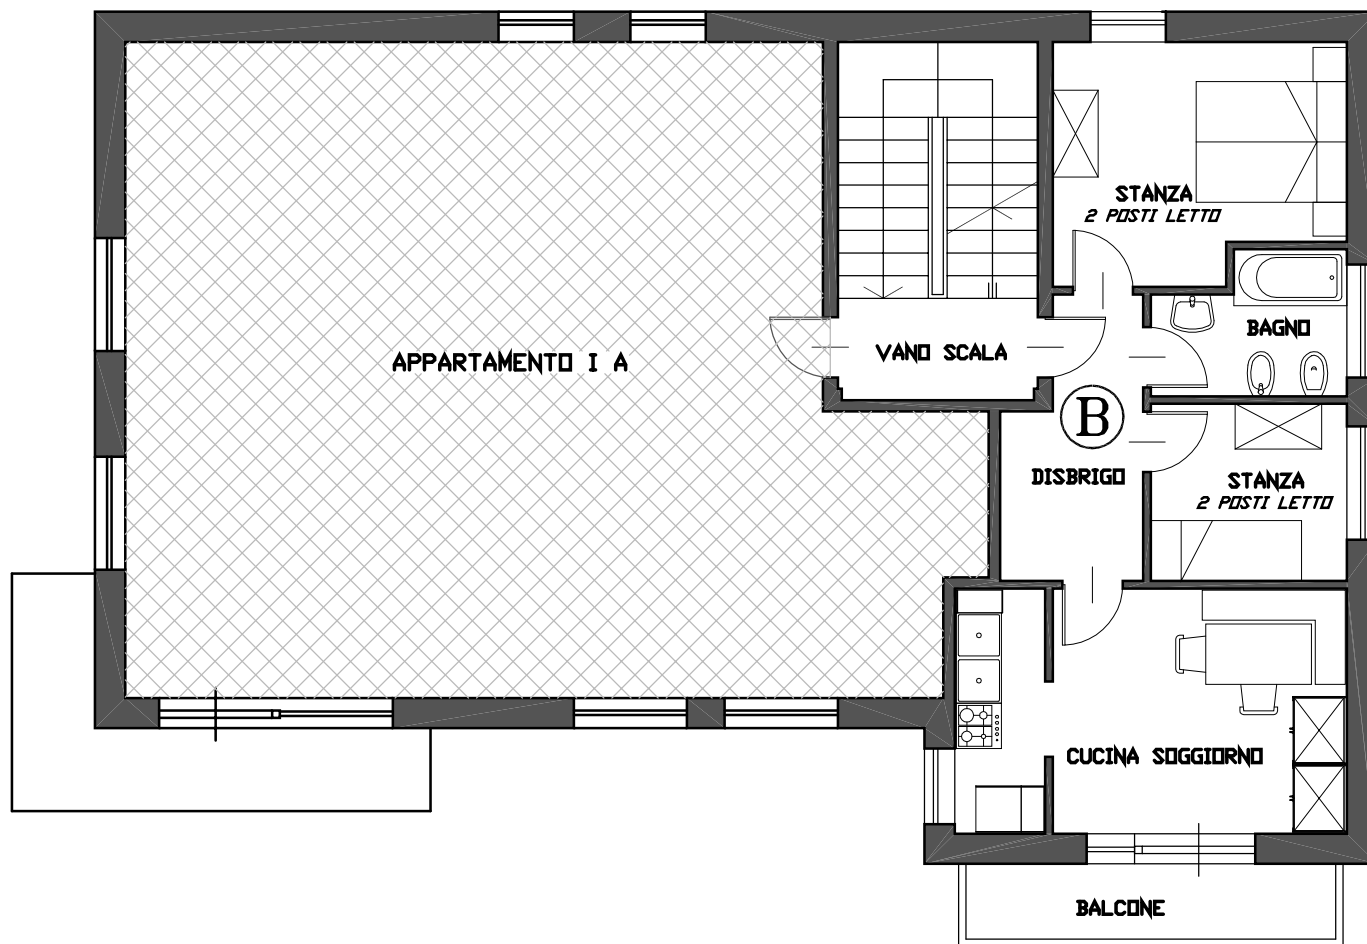 STANZA
2 POSTI LETTO
BAGNO
VANO SCALA
APPARTAMENTO I A
B
DISBRIGO
STANZA
2 POSTI LETTO
CUCINA SOGGIORNO
BALCONE